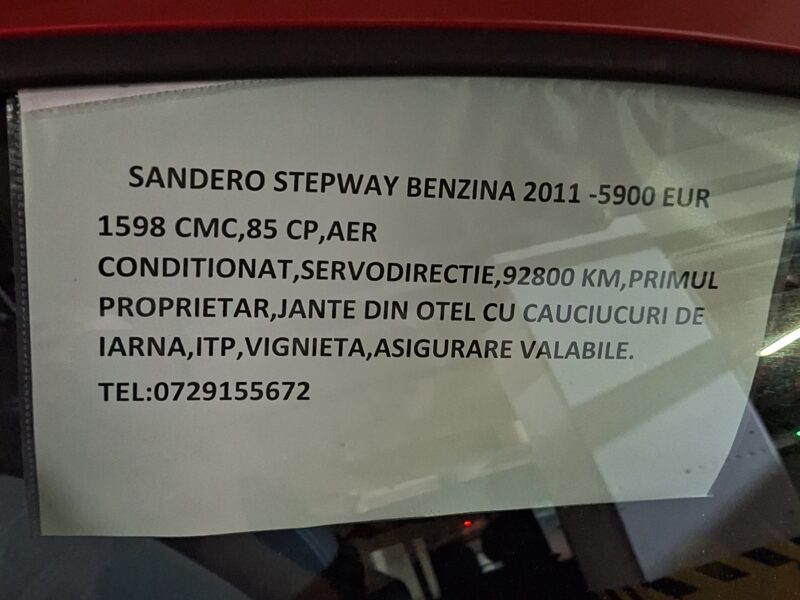 SANDERO STEPWAY BENZINA 2011 -5900 EUR
1598 CMC,85 CP,AER
CONDITIONAT,SERVODIRECTIE,92800 KM,PRIMUL
PROPRIETAR,JANTE DIN OTEL CU CAUCIUCURI DE
IARNA,ITP,VIGNIETA,ASIGURARE VALABILE.
TEL:0729155672